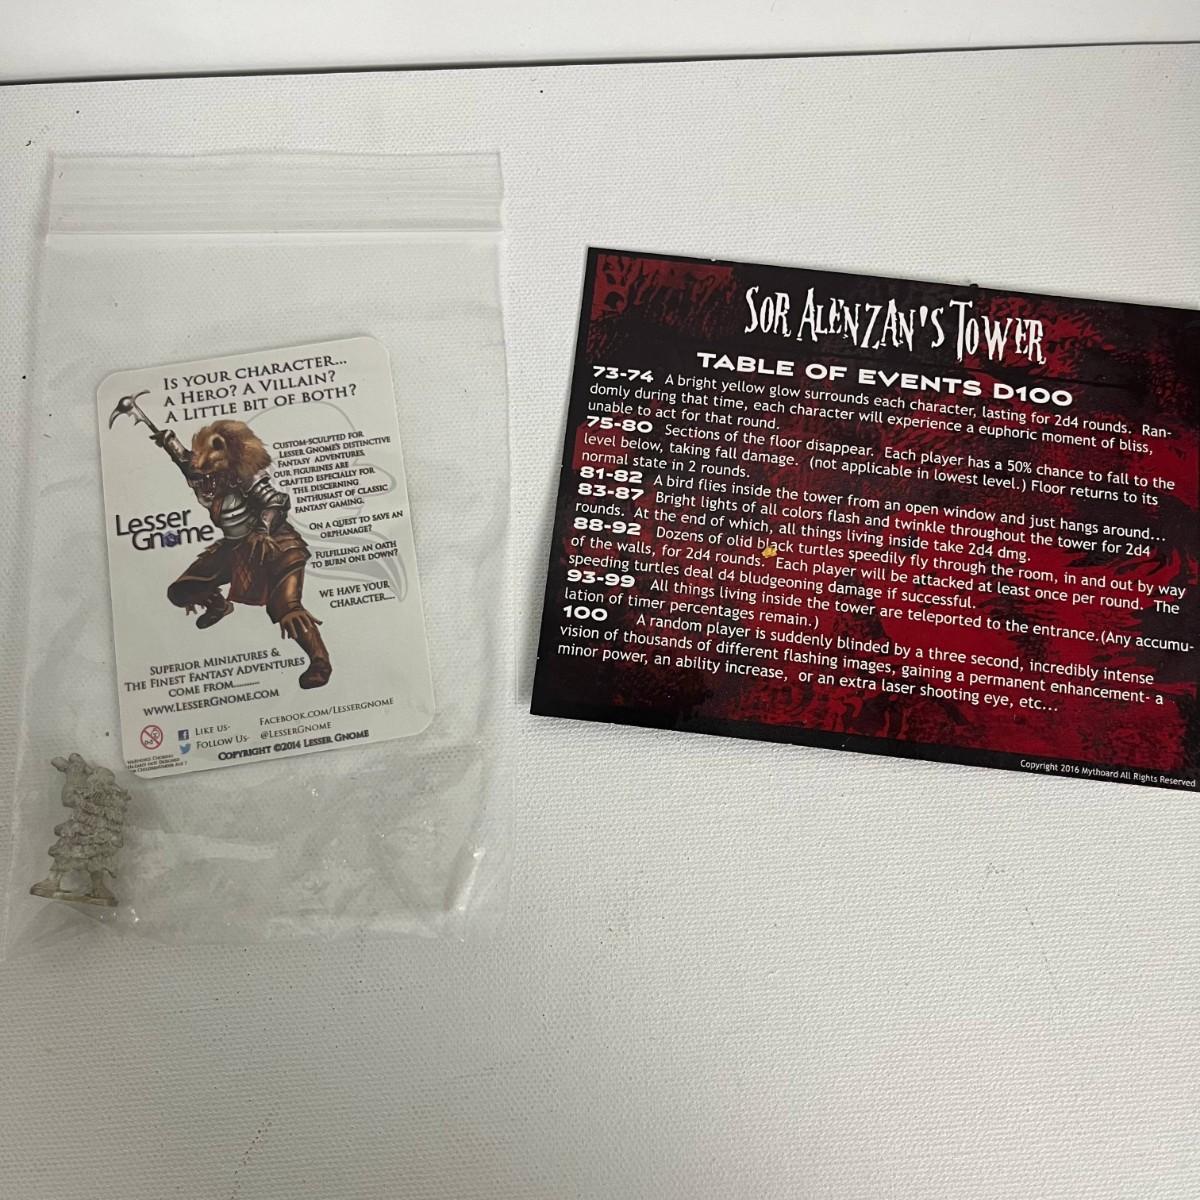 IS YOUR CHARACTER...
A HERO? A VILLAIN?
A LITTLE BIT OF BOTH?
CUSTOM-SCULPTED FOR
LESSER GNOME'S DISTINCTIVE
FANTASY ADVENTURES,
OUR FIGURINES ARE
CRAFTED ESPECIALLY FOR
THE DISCERNING
ENTHUSIAST OF CLASSIC
FANTASY GAMING.
Lesser
Gnome
ON A QUEST TO SAVE AN
ORPHANAGE?
FULFILLING AN OATH
TO BURN ONE DOWN?
WE HAVE YOUR
CHARACTER....
SUPERIOR MINIATURES &
THE FINEST FANTASY ADVENTURES
COME FROM..........
WWW.LESSERGNOME.COM
LIKE US- FACEBOOK.COM/LESSERGNOME
FOLLOW US- @LESSERGNOME
COPYRIGHT ©2014 LESSER GNOME
SOR ALENZAN'S TOWER
TABLE OF EVENTS D100
73-74 A bright yellow glow surrounds each character, lasting for 2d4 rounds. Ran-
domly during that time, each character will experience a euphoric moment of bliss,
unable to act for that round.
75-80 Sections of the floor disappear. Each player has a 50% chance to fall to the
level below, taking fall damage. (not applicable in lowest level.) Floor returns to its
normal state in 2 rounds.
81-82 A bird flies inside the tower from an open window and just hangs around...
83-87 Bright lights of all colors flash and twinkle throughout the tower for 2d4
rounds. At the end of which, all things living inside take 2d4 dmg.
88-92 Dozens of olid black turtles speedily fly through the room, in and out by way
of the walls, for 2d4 rounds. Each player will be attacked at least once per round. The
speeding turtles deal d4 bludgeoning damage if successful.
93-99 All things living inside the tower are teleported to the entrance.(Any accumu-
lation of timer percentages remain.)
100 A random player is suddenly blinded by a three second, incredibly intense
vision of thousands of different flashing images, gaining a permanent enhancement- a
minor power, an ability increase, or an extra laser shooting eye, etc...
Copyright 2016 Mythoard All Rights Reserved